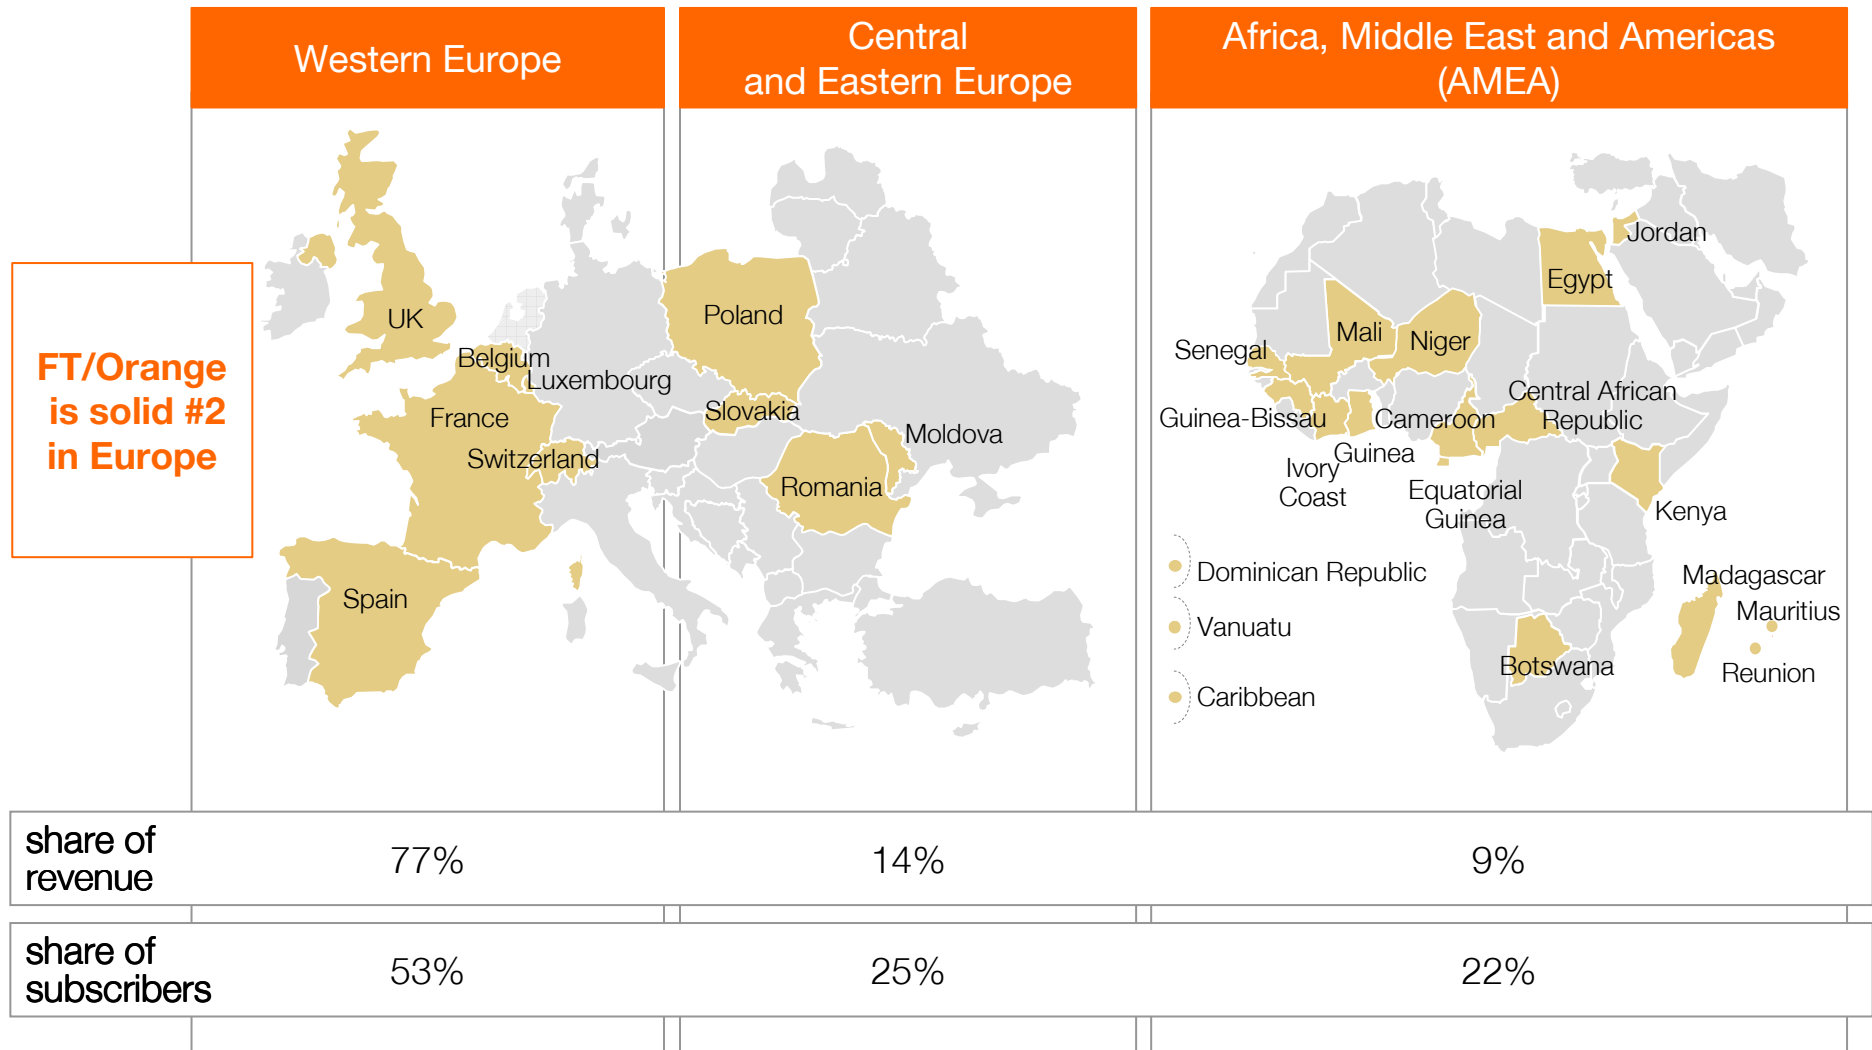 Western Europe
Central
and Eastern Europe
Africa, Middle East and Americas
(AMEA)
FT/Orange
is solid #2
in Europe
UK
Belgium
Luxembourg
France
Switzerland
Spain
Poland
Slovakia
Moldova
Romania
Jordan
Egypt
Mali
Niger
Senegal
Central African
Republic
Guinea-Bissau
Cameroon
Guinea
Ivory
Coast
Equatorial
Guinea
Kenya
Dominican Republic
Madagascar
Mauritius
Vanuatu
Botswana
Reunion
Caribbean
share of
revenue
77%
14%
9%
share of
subscribers
53%
25%
22%